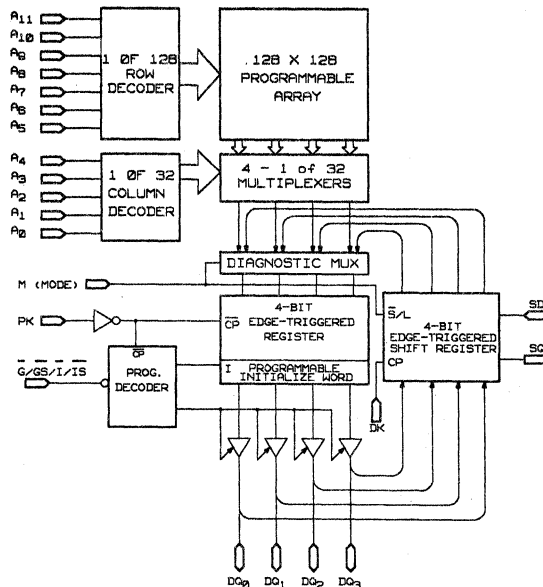 A11
A10
A9
A8
A7
A6
A5
1 OF 128
ROW
DECODER
128 X 128
PROGRAMMABLE
ARRAY
A4
A3
A2
A1
A0
1 OF 32
COLUMN
DECODER
4 - 1 of 32
MULTIPLEXERS
DIAGNOSTIC MUX
M (MODE)
PK
4-BIT
EDGE-TRIGGERED
REGISTER
CP
CP
S/L
4-BIT
EDGE-TRIGGERED
SHIFT REGISTER
CP
SD
SQ
G/GS/I/IS
PROG.
DECODER
I
PROGRAMMABLE
INITIALIZE WORD
DK
DQ0
DQ1
DQ2
DQ3